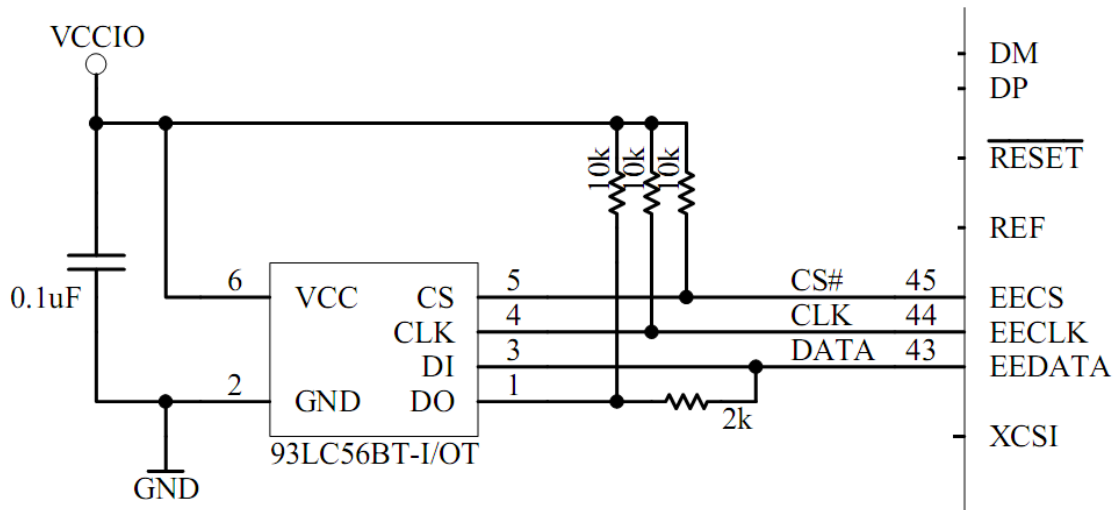 VCCIO
DM
DP
RESET
10k 10k 10k
REF
0.1uF
6 VCC CS 5 CS# 45 EECS
CLK 4 CLK 44 EECLK
DI 3 DATA 43 EEDATA
2 GND DO 1
2k
93LC56BT-I/OT
XCSI
GND